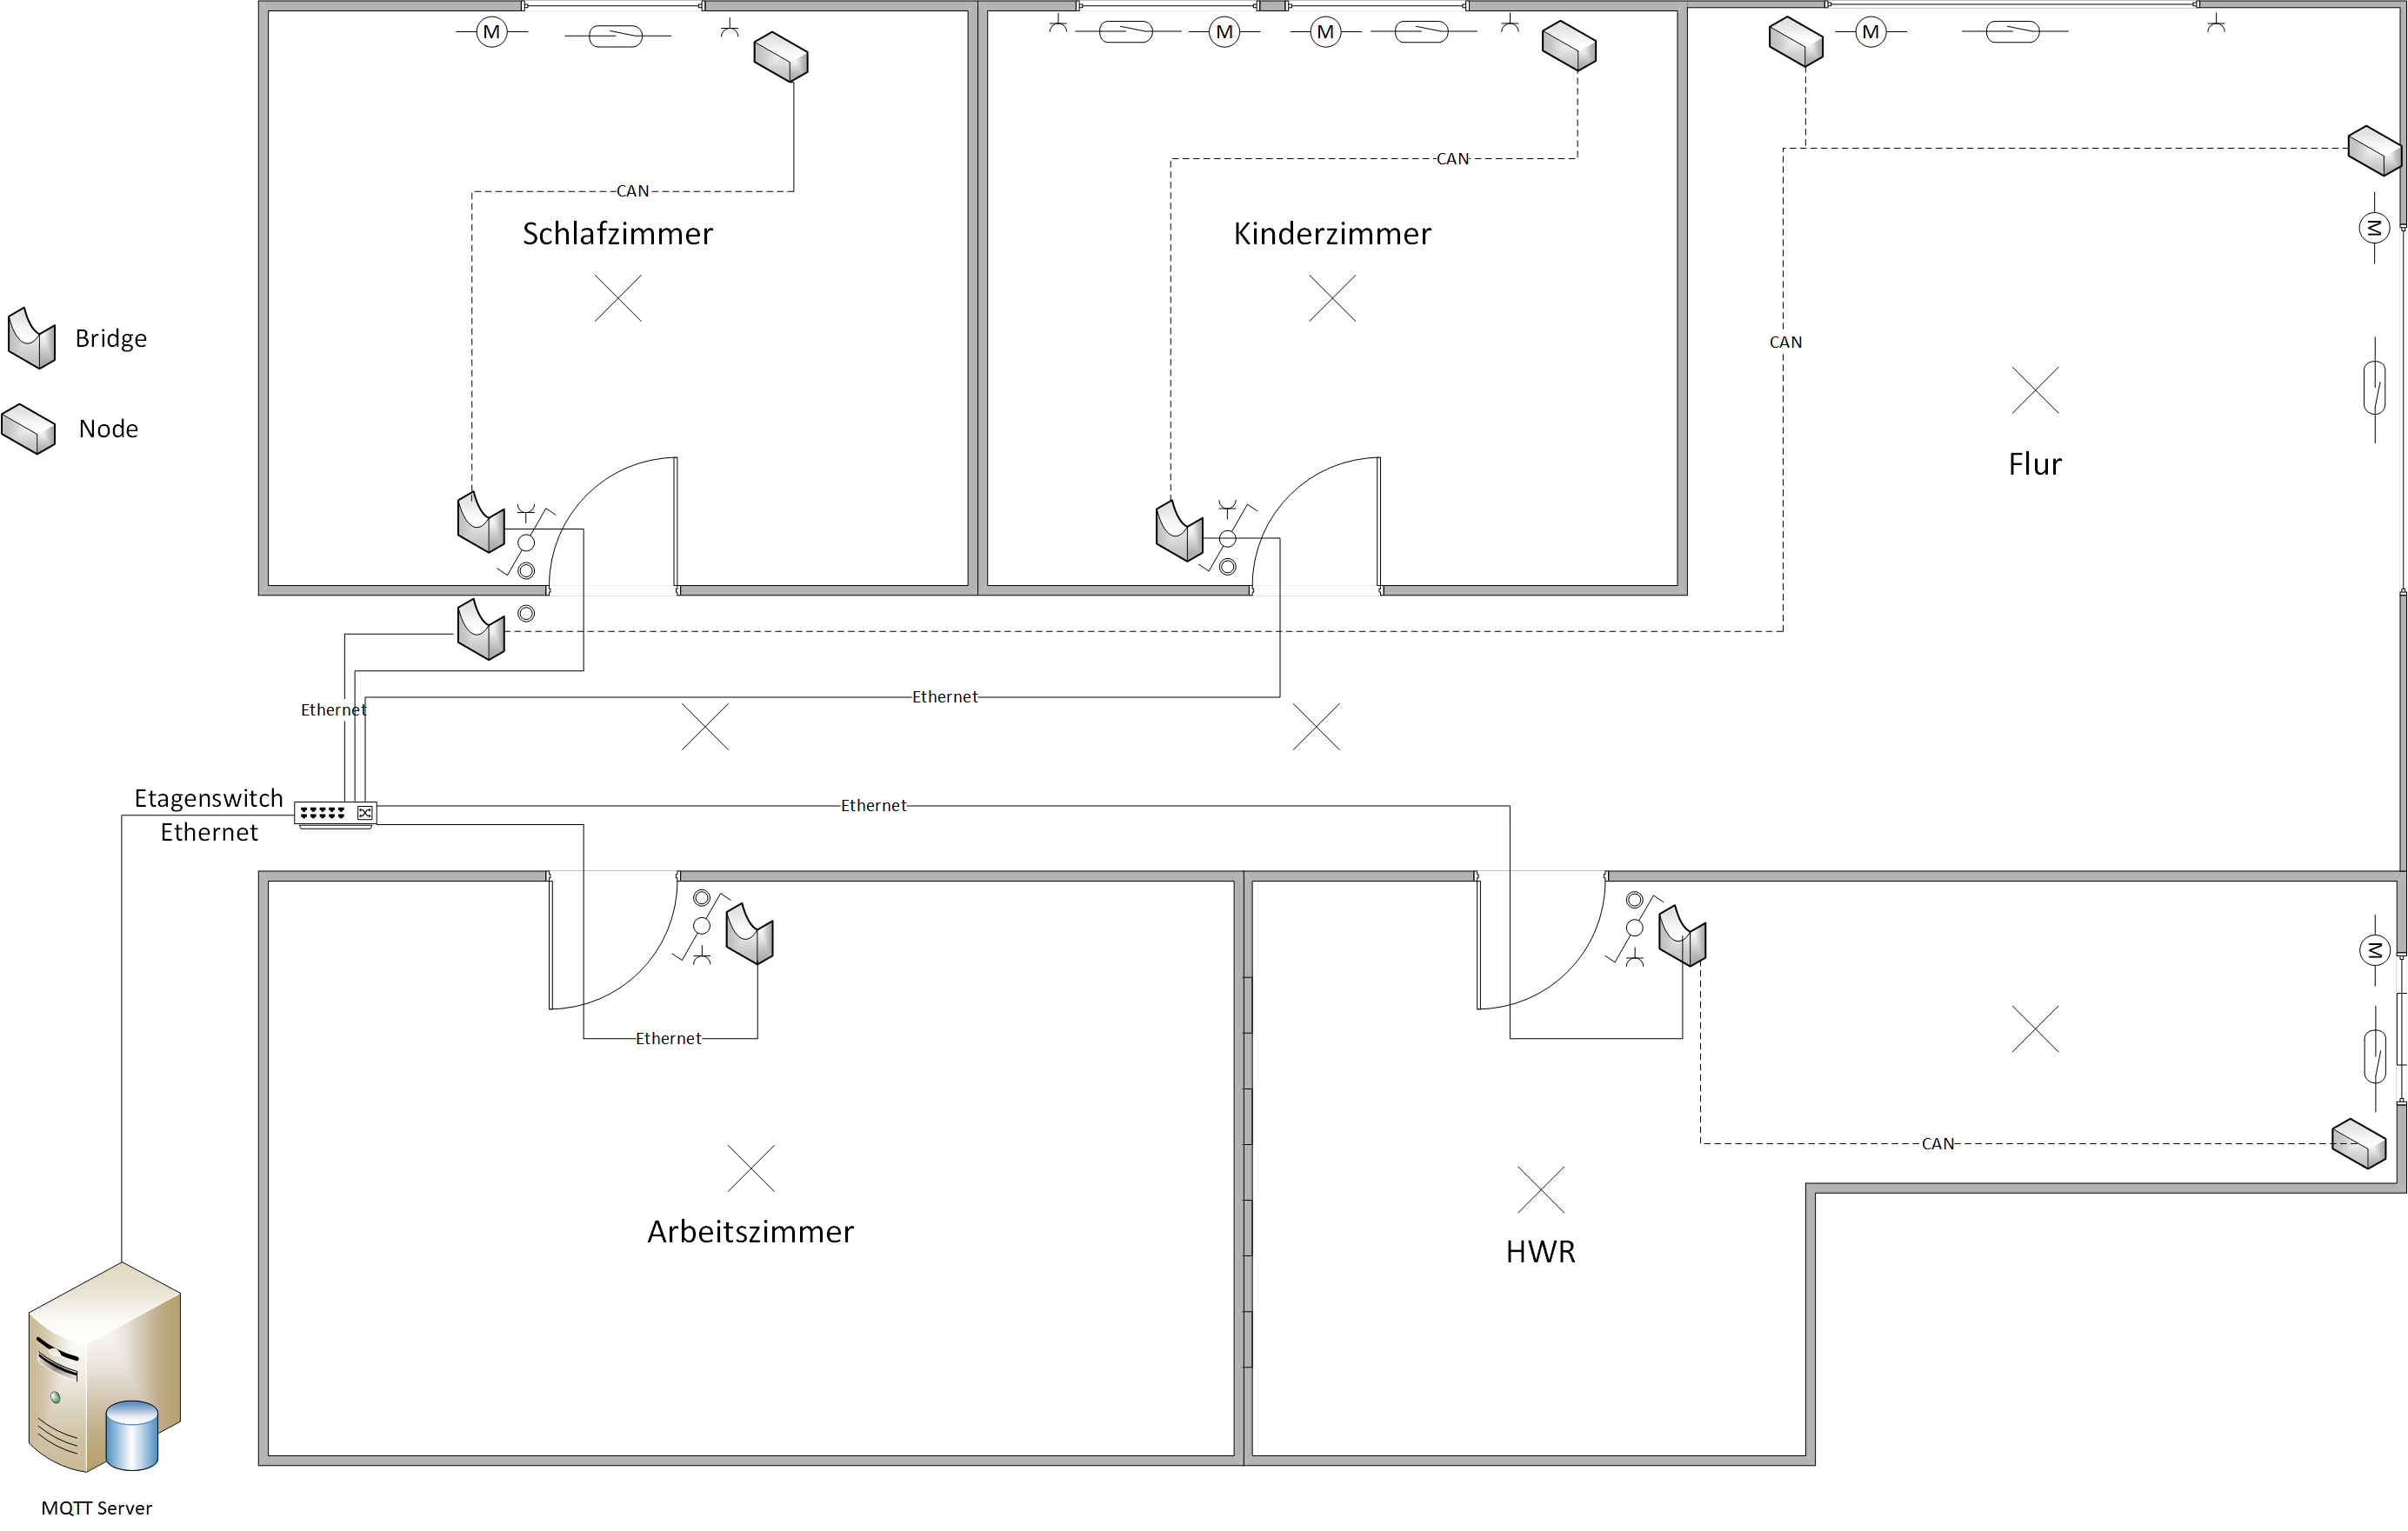 M
M
M
M
CAN
CAN
Schlafzimmer
Kinderzimmer
M
Bridge
CAN
Node
Flur
Ethernet
Ethernet
Etagenswitch
Ethernet
Ethernet
M
Ethernet
CAN
Arbeitszimmer
HWR
MQTT Server